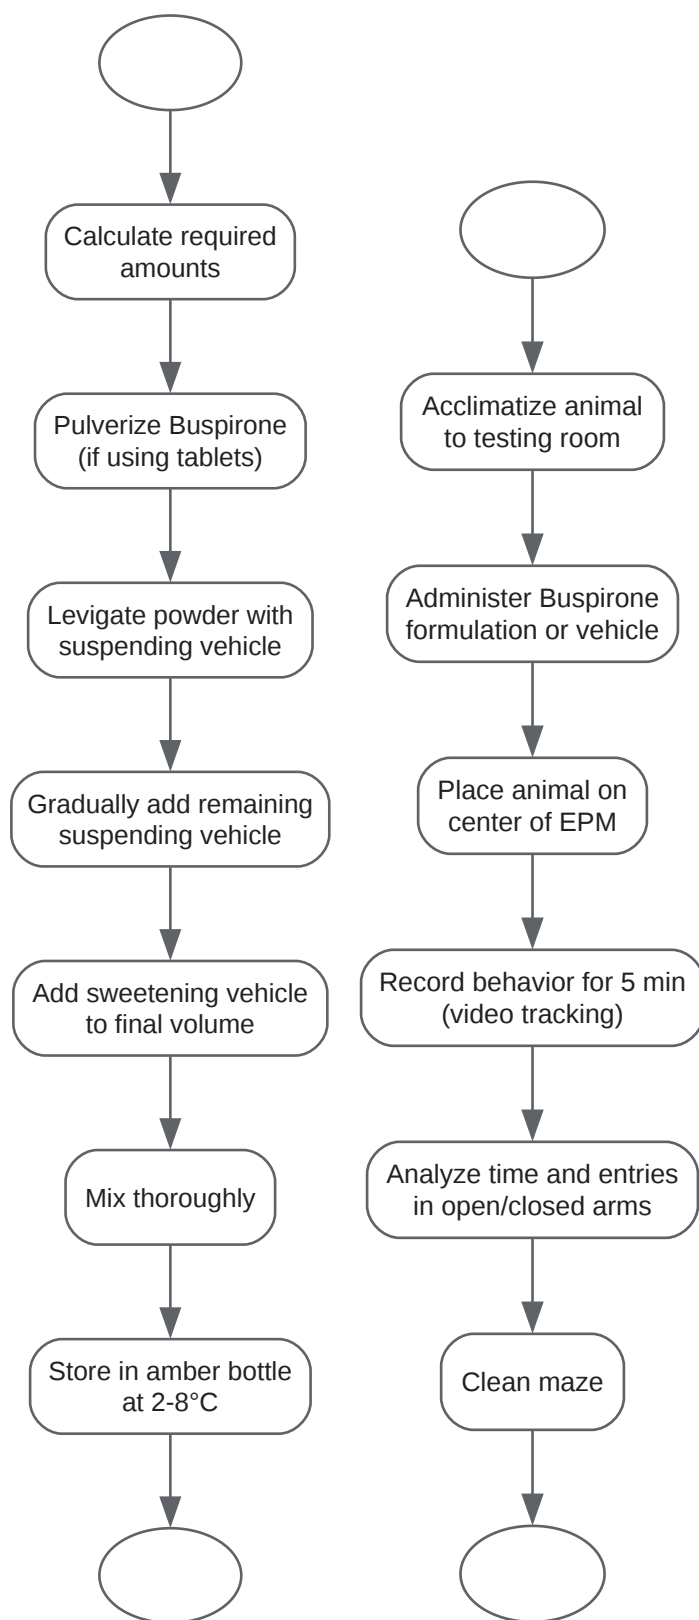 Calculate required
amounts
Pulverize Buspirone
(if using tablets)
Levigate powder with
suspending vehicle
Gradually add remaining
suspending vehicle
Add sweetening vehicle
to final volume
Mix thoroughly
Store in amber bottle
at 2-8°C
Acclimatize animal
to testing room
Administer Buspirone
formulation or vehicle
Place animal on
center of EPM
Record behavior for 5 min
(video tracking)
Analyze time and entries
in open/closed arms
Clean maze